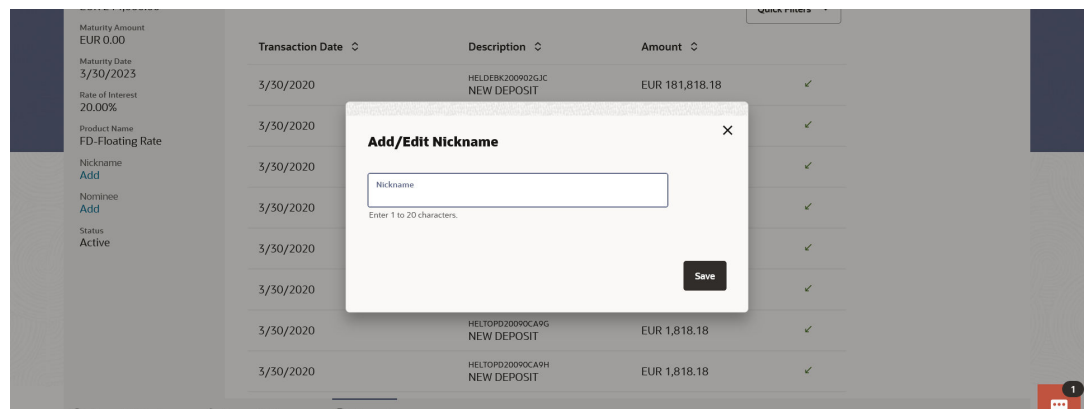 Maturity Amount
EUR 0.00
Maturity Date
3/30/2023
Rate of Interest
20.00%
Product Name
FD-Floating Rate
Nickname
Add
Nominee
Add
Status
Active
Quick Filters
Transaction Date Description Amount
3/30/2020 HELDEBK200902GJC NEW DEPOSIT EUR 181,818.18
3/30/2020
3/30/2020
3/30/2020
3/30/2020
3/30/2020
3/30/2020 HELTOPD20090CA9G NEW DEPOSIT EUR 1,818.18
3/30/2020 HELTOPD20090CA9H NEW DEPOSIT EUR 1,818.18
Add/Edit Nickname
Nickname
Enter 1 to 20 characters.
Save
1